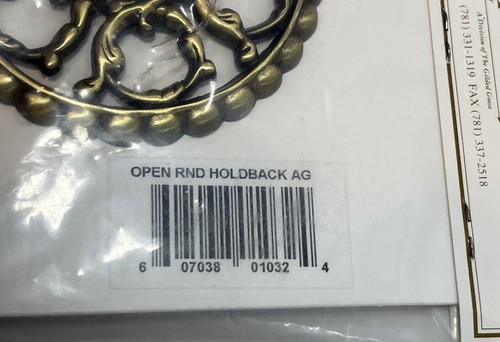 OPEN RND HOLDBACK AG
6 07038 01032 4
A Division of The Gilded Goose
(781) 331-1319 FAX (781) 337-2518